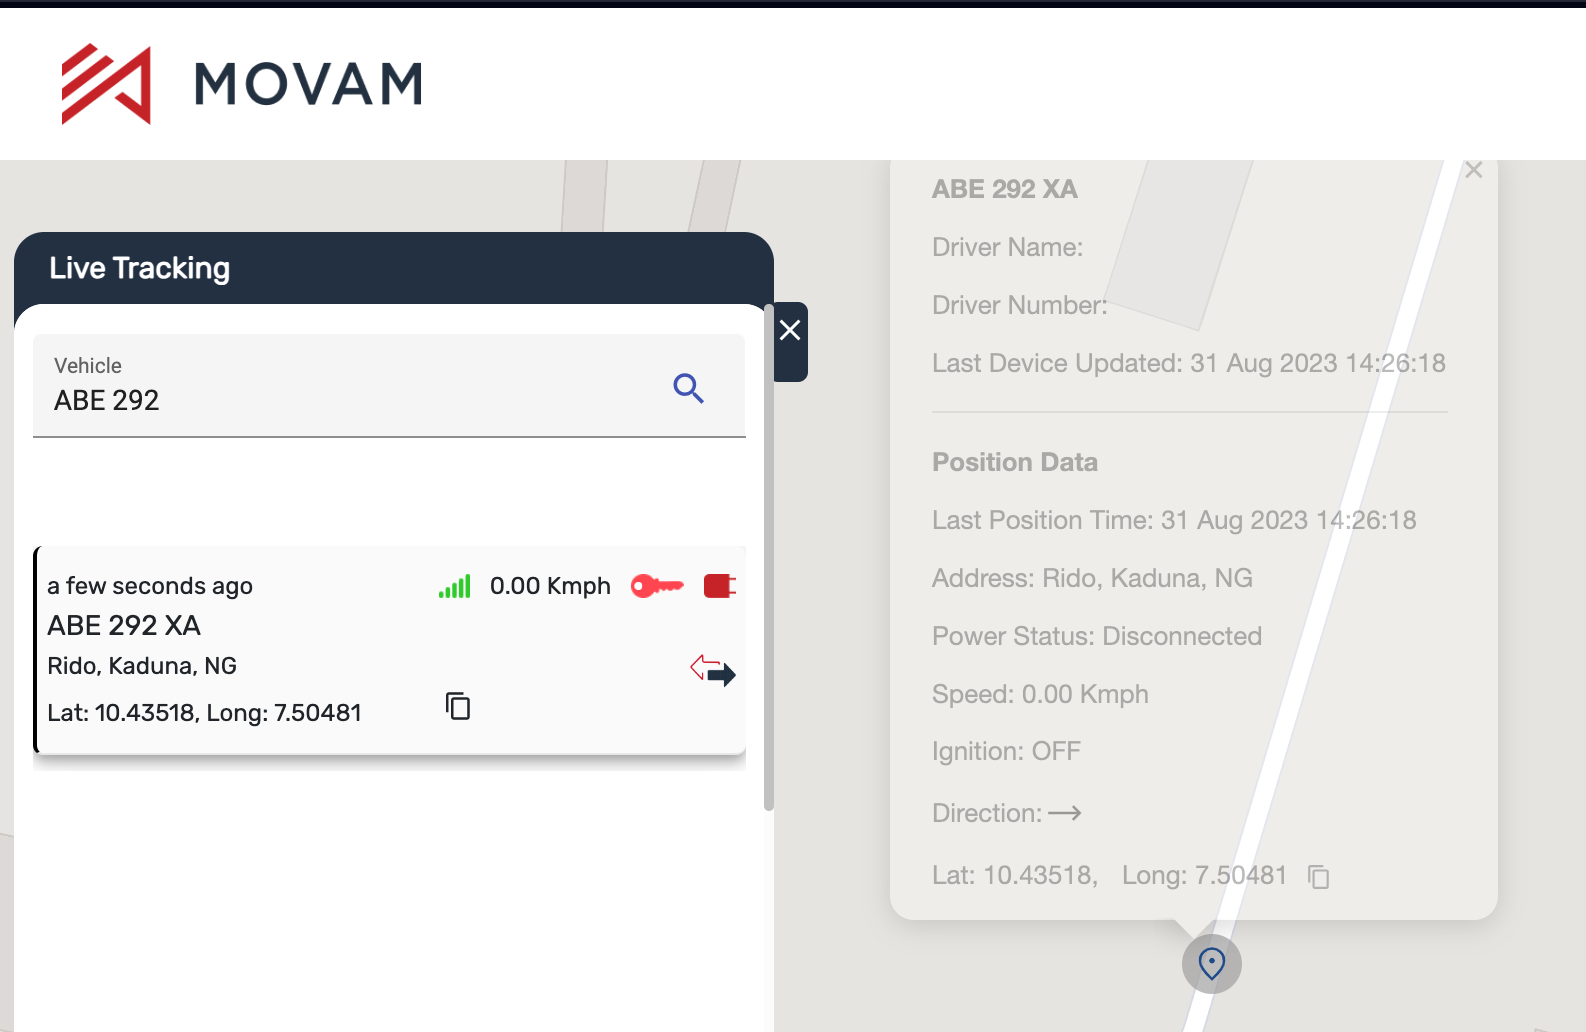 MOVAM
Live Tracking
Vehicle
ABE 292
a few seconds ago
0.00 Kmph
ABE 292 XA
Rido, Kaduna, NG
Lat: 10.43518, Long: 7.50481
ABE 292 XA
Driver Name:
Driver Number:
Last Device Updated: 31 Aug 2023 14:26:18
Position Data
Last Position Time: 31 Aug 2023 14:26:18
Address: Rido, Kaduna, NG
Power Status: Disconnected
Speed: 0.00 Kmph
Ignition: OFF
Direction:
Lat: 10.43518, Long: 7.50481